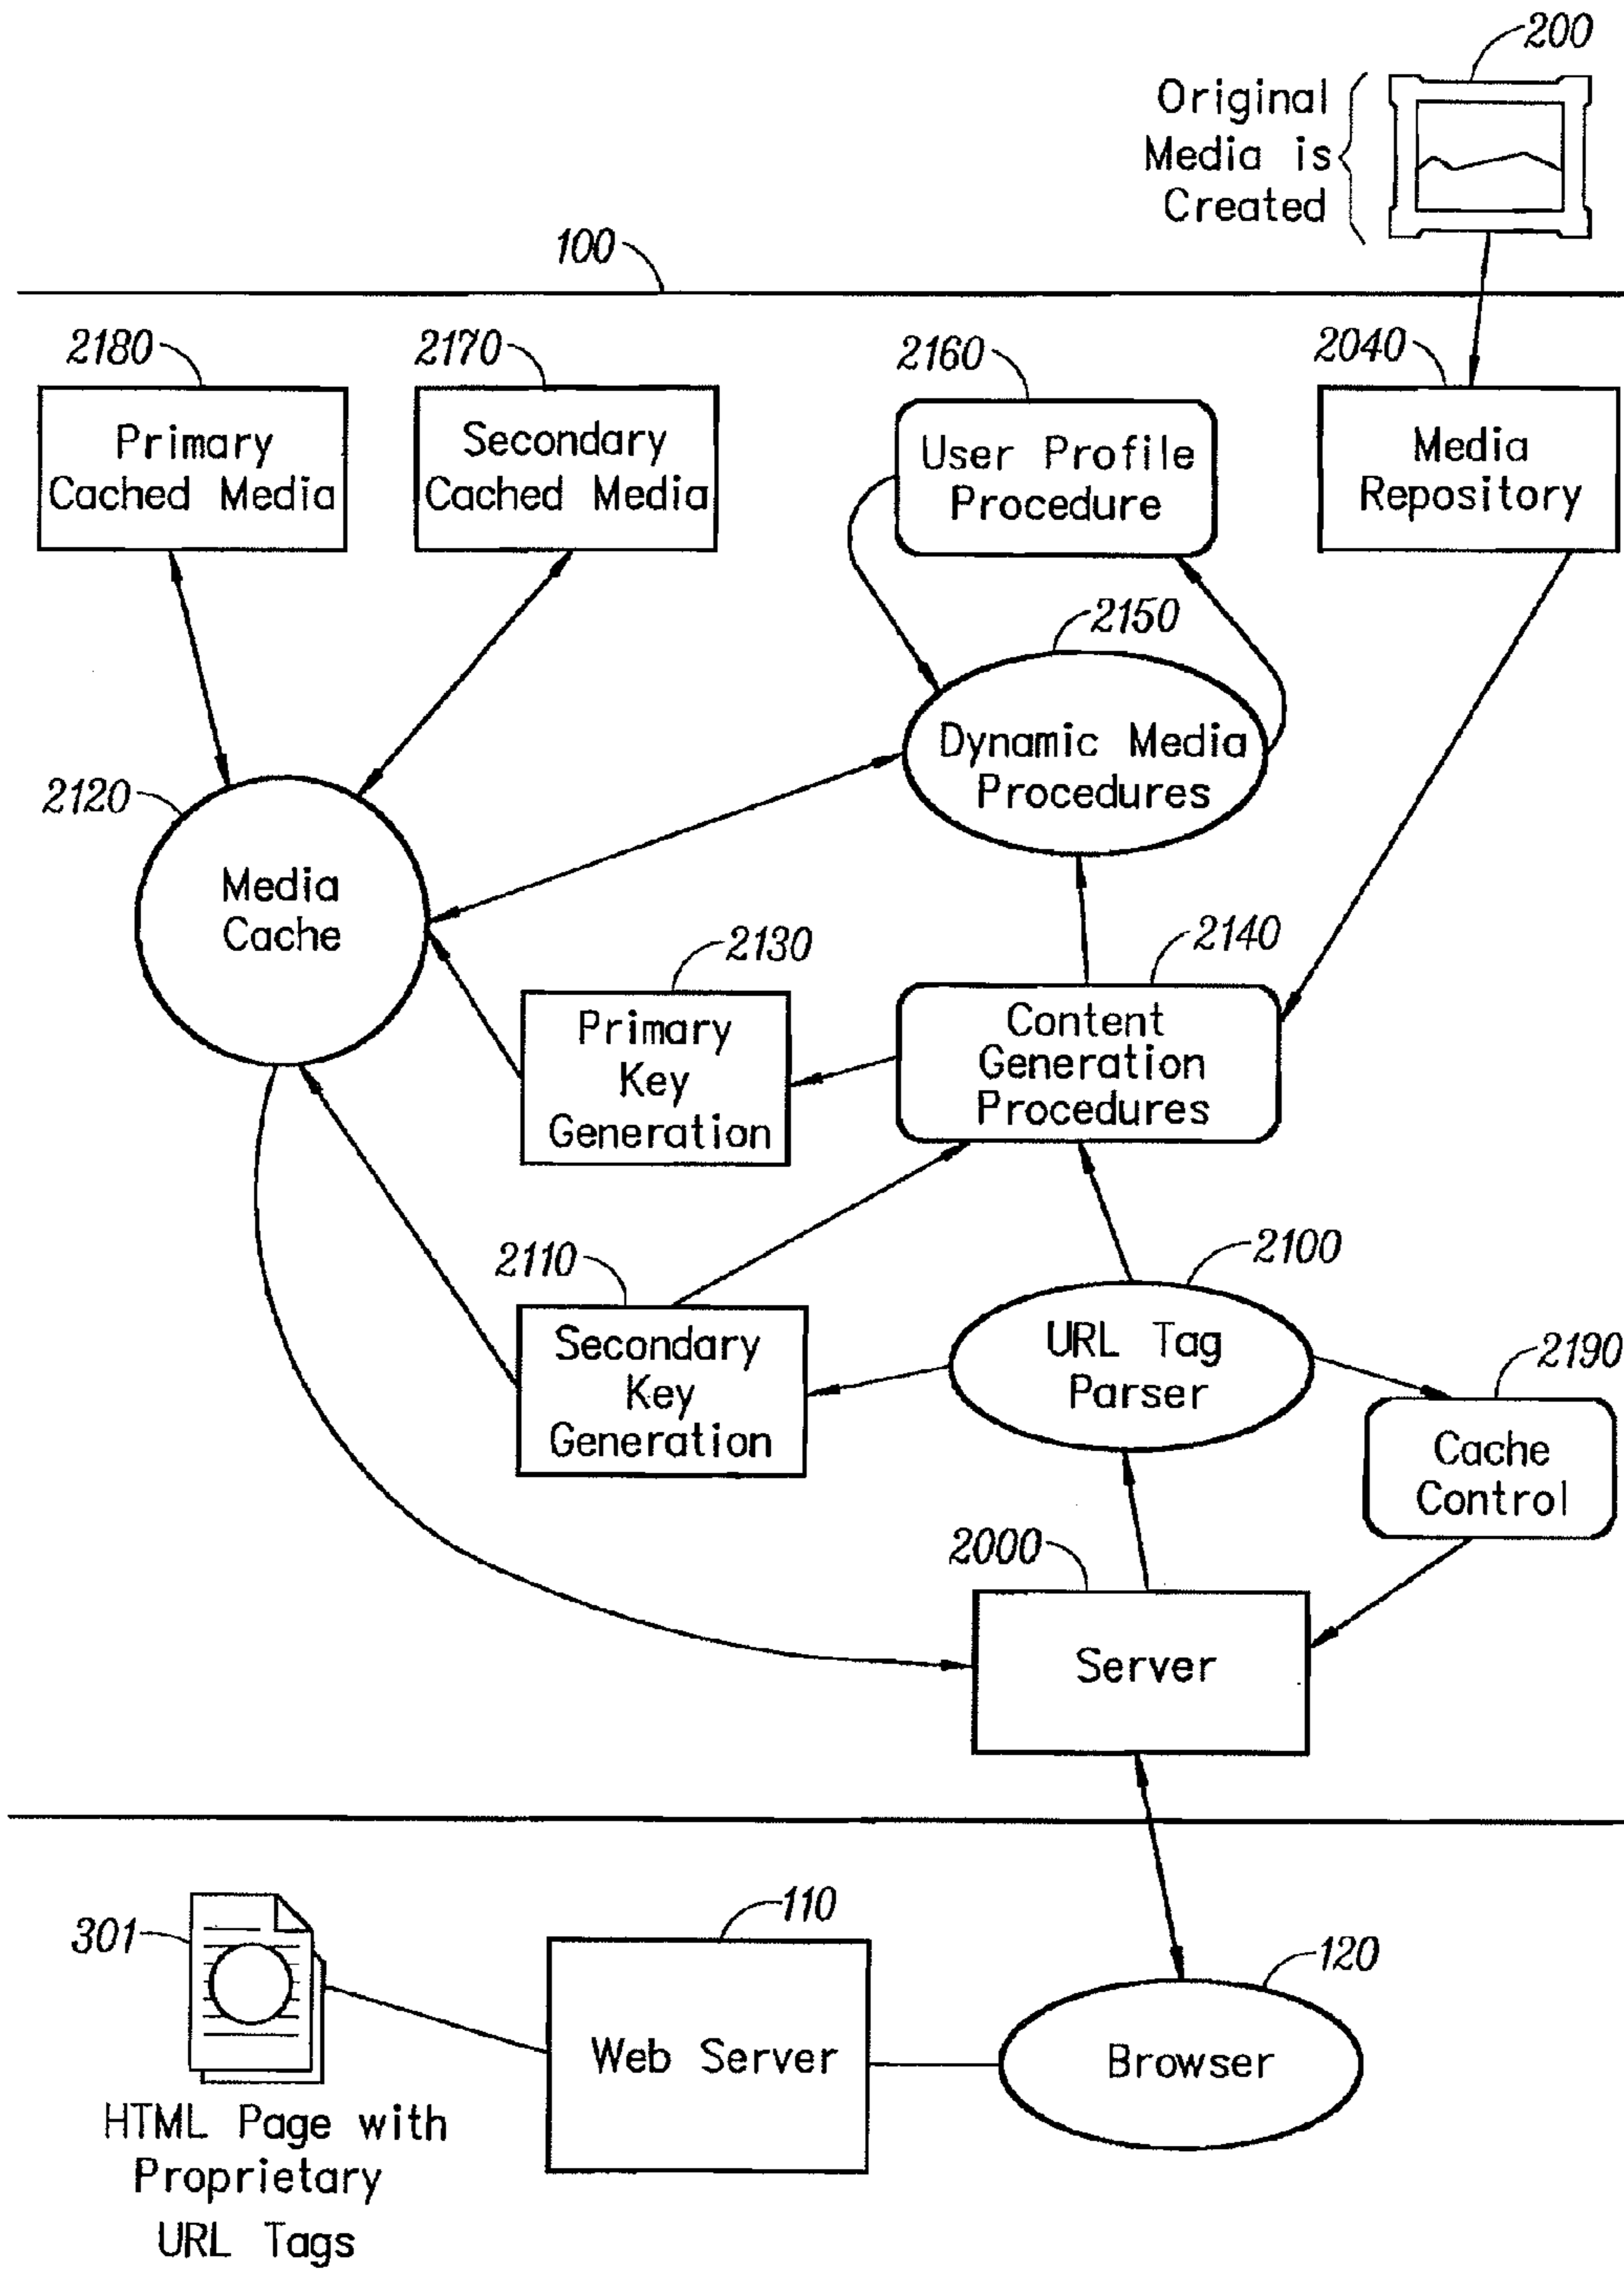 200
Original
Media is
Created
100
2180
2170
2160
2040
Primary
Cached Media
Secondary
Cached Media
User Profile
Procedure
Media
Repository
2150
Dynamic Media
Procedures
2120
Media
Cache
2130
2140
Primary
Key
Generation
Content
Generation
Procedures
2110
2100
Secondary
Key
Generation
URL Tag
Parser
2190
Cache
Control
2000
Server
301
110
120
Web Server
Browser
HTML Page with
Proprietary
URL Tags